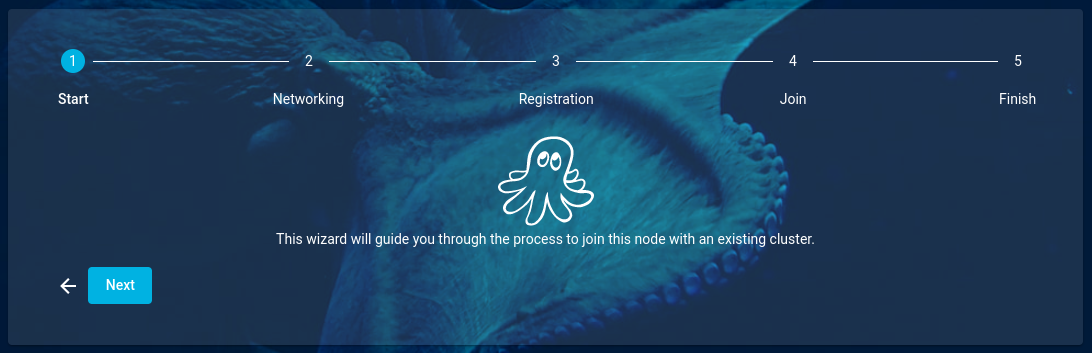 1 2 3 4 5
Start Networking Registration Join Finish
This wizard will guide you through the process to join this node with an existing cluster.
Next